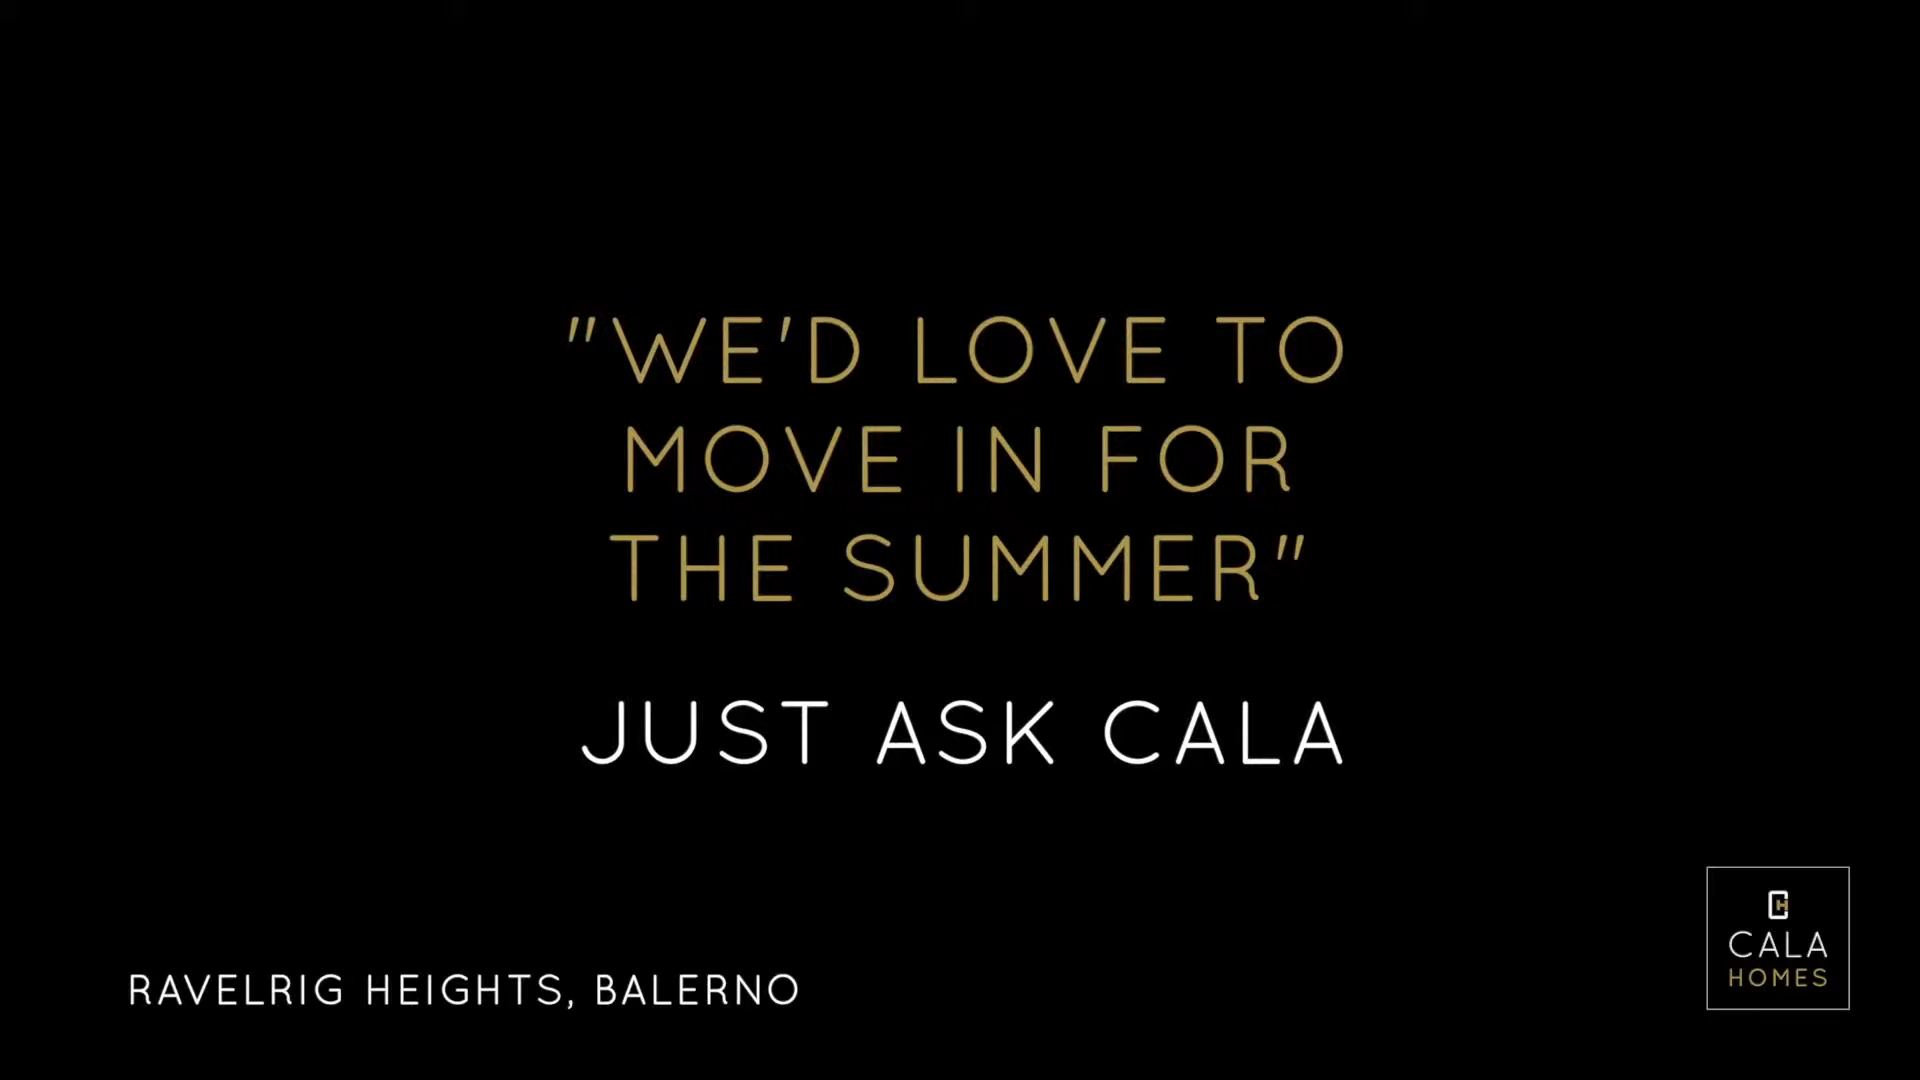 "WE'D LOVE TO
MOVE IN FOR
THE SUMMER"
JUST ASK CALA
RAVELRIG HEIGHTS, BALERNO
CALA
HOMES